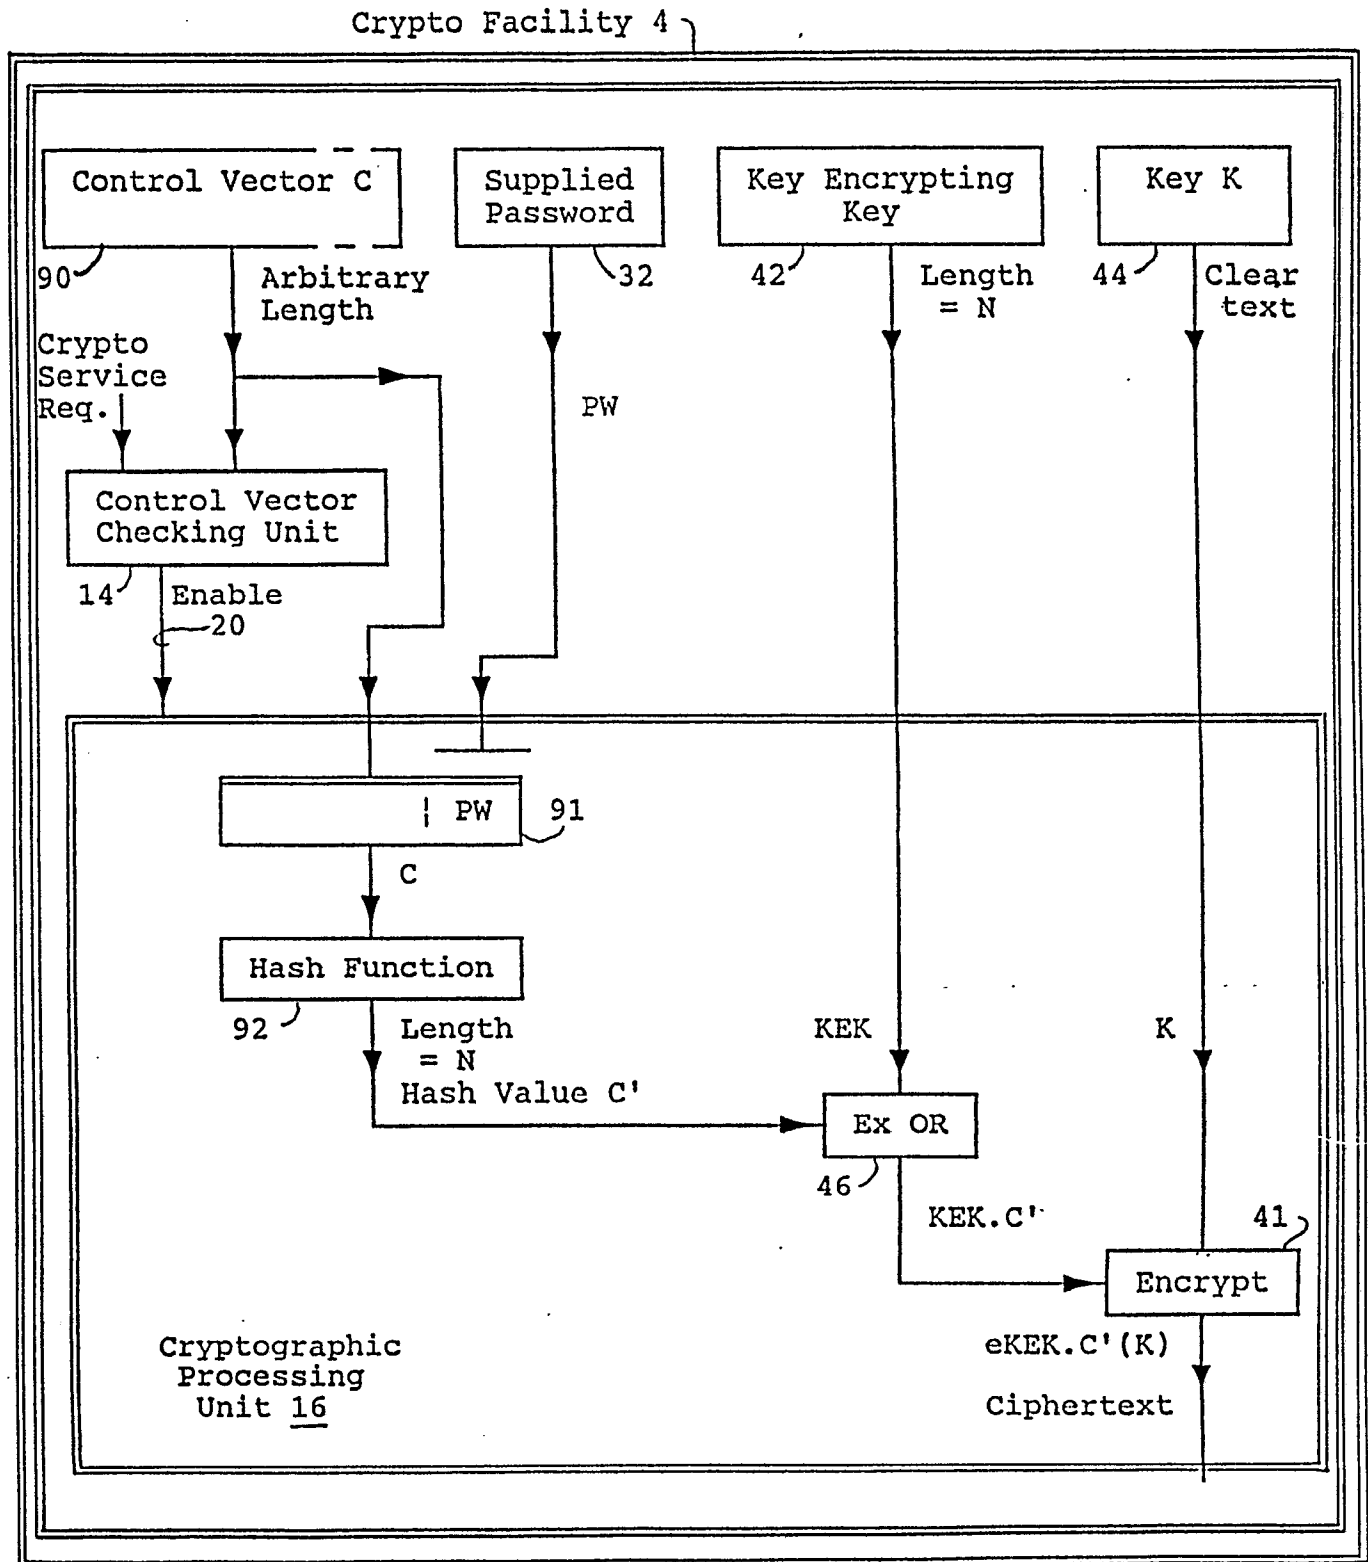 Crypto Facility 4
Control Vector C
Supplied
Password
Key Encrypting
Key
Key K
90
Arbitrary
Length
32
42
Length
= N
44
Clear
text
Crypto
Service
Req.
PW
Control Vector
Checking Unit
14
Enable
20
¦ PW
91
C
Hash Function
92
Length
= N
Hash Value C'
KEK
K
Ex OR
46
KEK.C'
41
Encrypt
eKEK.C'(K)
Ciphertext
Cryptographic
Processing
Unit 16